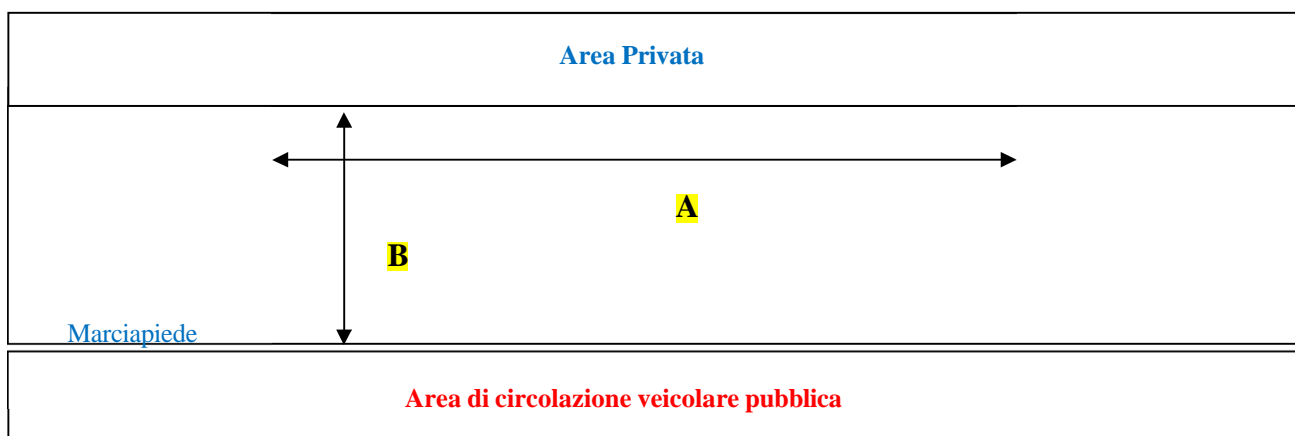 Area Privata
A
B
Marciapiede
Area di circolazione veicolare pubblica